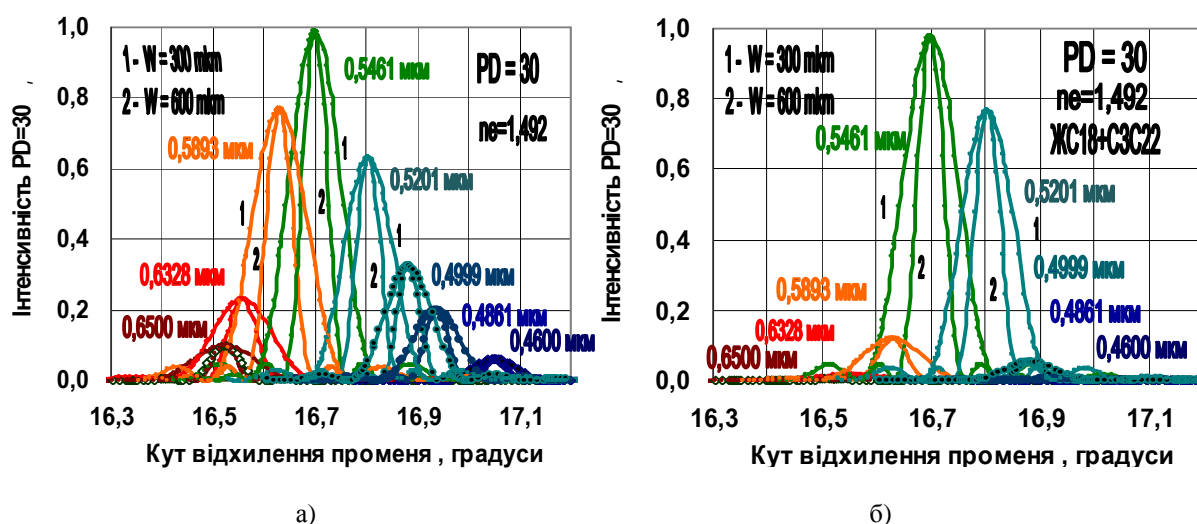 1,0
0,8
0,6
0,4
0,2
0,0
Інтенсивність PD=30 ,
1 - W = 300 mkm
2 - W = 600 mkm
PD = 30
ne=1,492
0,5461 мкм
0,5893 мкм
0,5201 мкм
0,6328 мкм
0,6500 мкм
0,4999 мкм
0,4861 мкм
0,4600 мкм
1
2
1
2
1
2
16,3 16,5 16,7 16,9 17,1
Кут відхилення променя , градуси
а)
1,0
0,8
0,6
0,4
0,2
0,0
Інтенсивність PD=30 ,
1 - W = 300 mkm
2 - W = 600 mkm
PD = 30
ne=1,492
ЖС18+СЗС22
0,5461 мкм
0,5201 мкм
0,4999 мкм
0,5893 мкм
0,4861 мкм
0,6328 мкм
0,6500 мкм
0,4600 мкм
1
2
1
2
16,3 16,5 16,7 16,9 17,1
Кут відхилення променя , градуси
б)